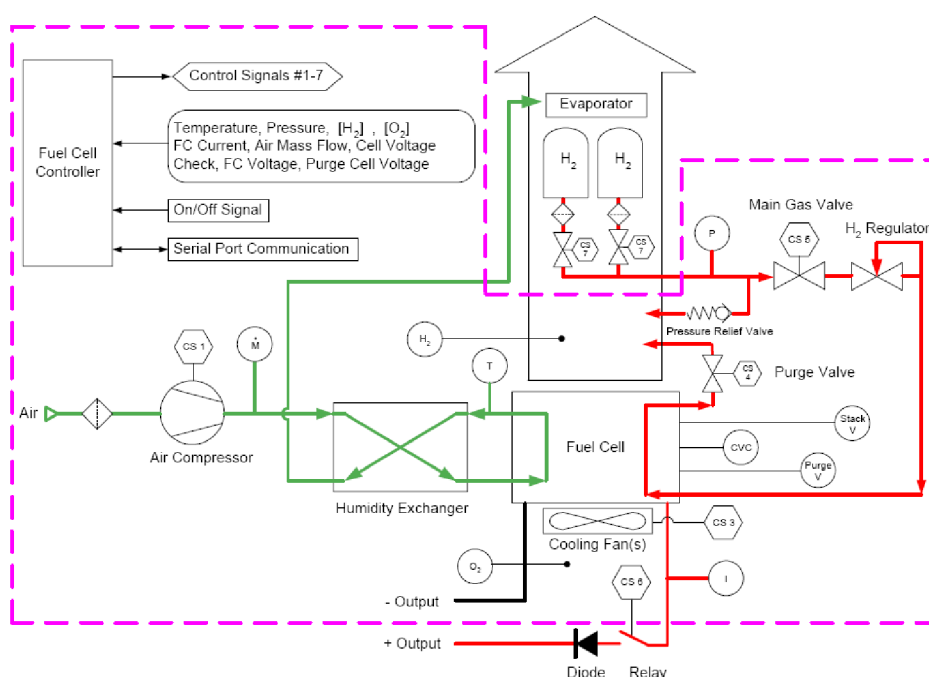 Control Signals #1-7
Fuel Cell
Controller
Temperature, Pressure, [H2] , [O2]
FC Current, Air Mass Flow, Cell Voltage
Check, FC Voltage, Purge Cell Voltage
On/Off Signal
Serial Port Communication
Evaporator
H2
H2
CS
7
CS
7
P
Main Gas Valve
CS 6
H2 Regulator
Pressure Relief Valve
H2
CS 1
Ṁ
T
CS
4
Purge Valve
Air
Air Compressor
Humidity Exchanger
Fuel Cell
Stack
V
CVC
Purge
V
CS 3
Cooling Fan(s)
O2
CS 6
I
- Output
+ Output
Diode
Relay